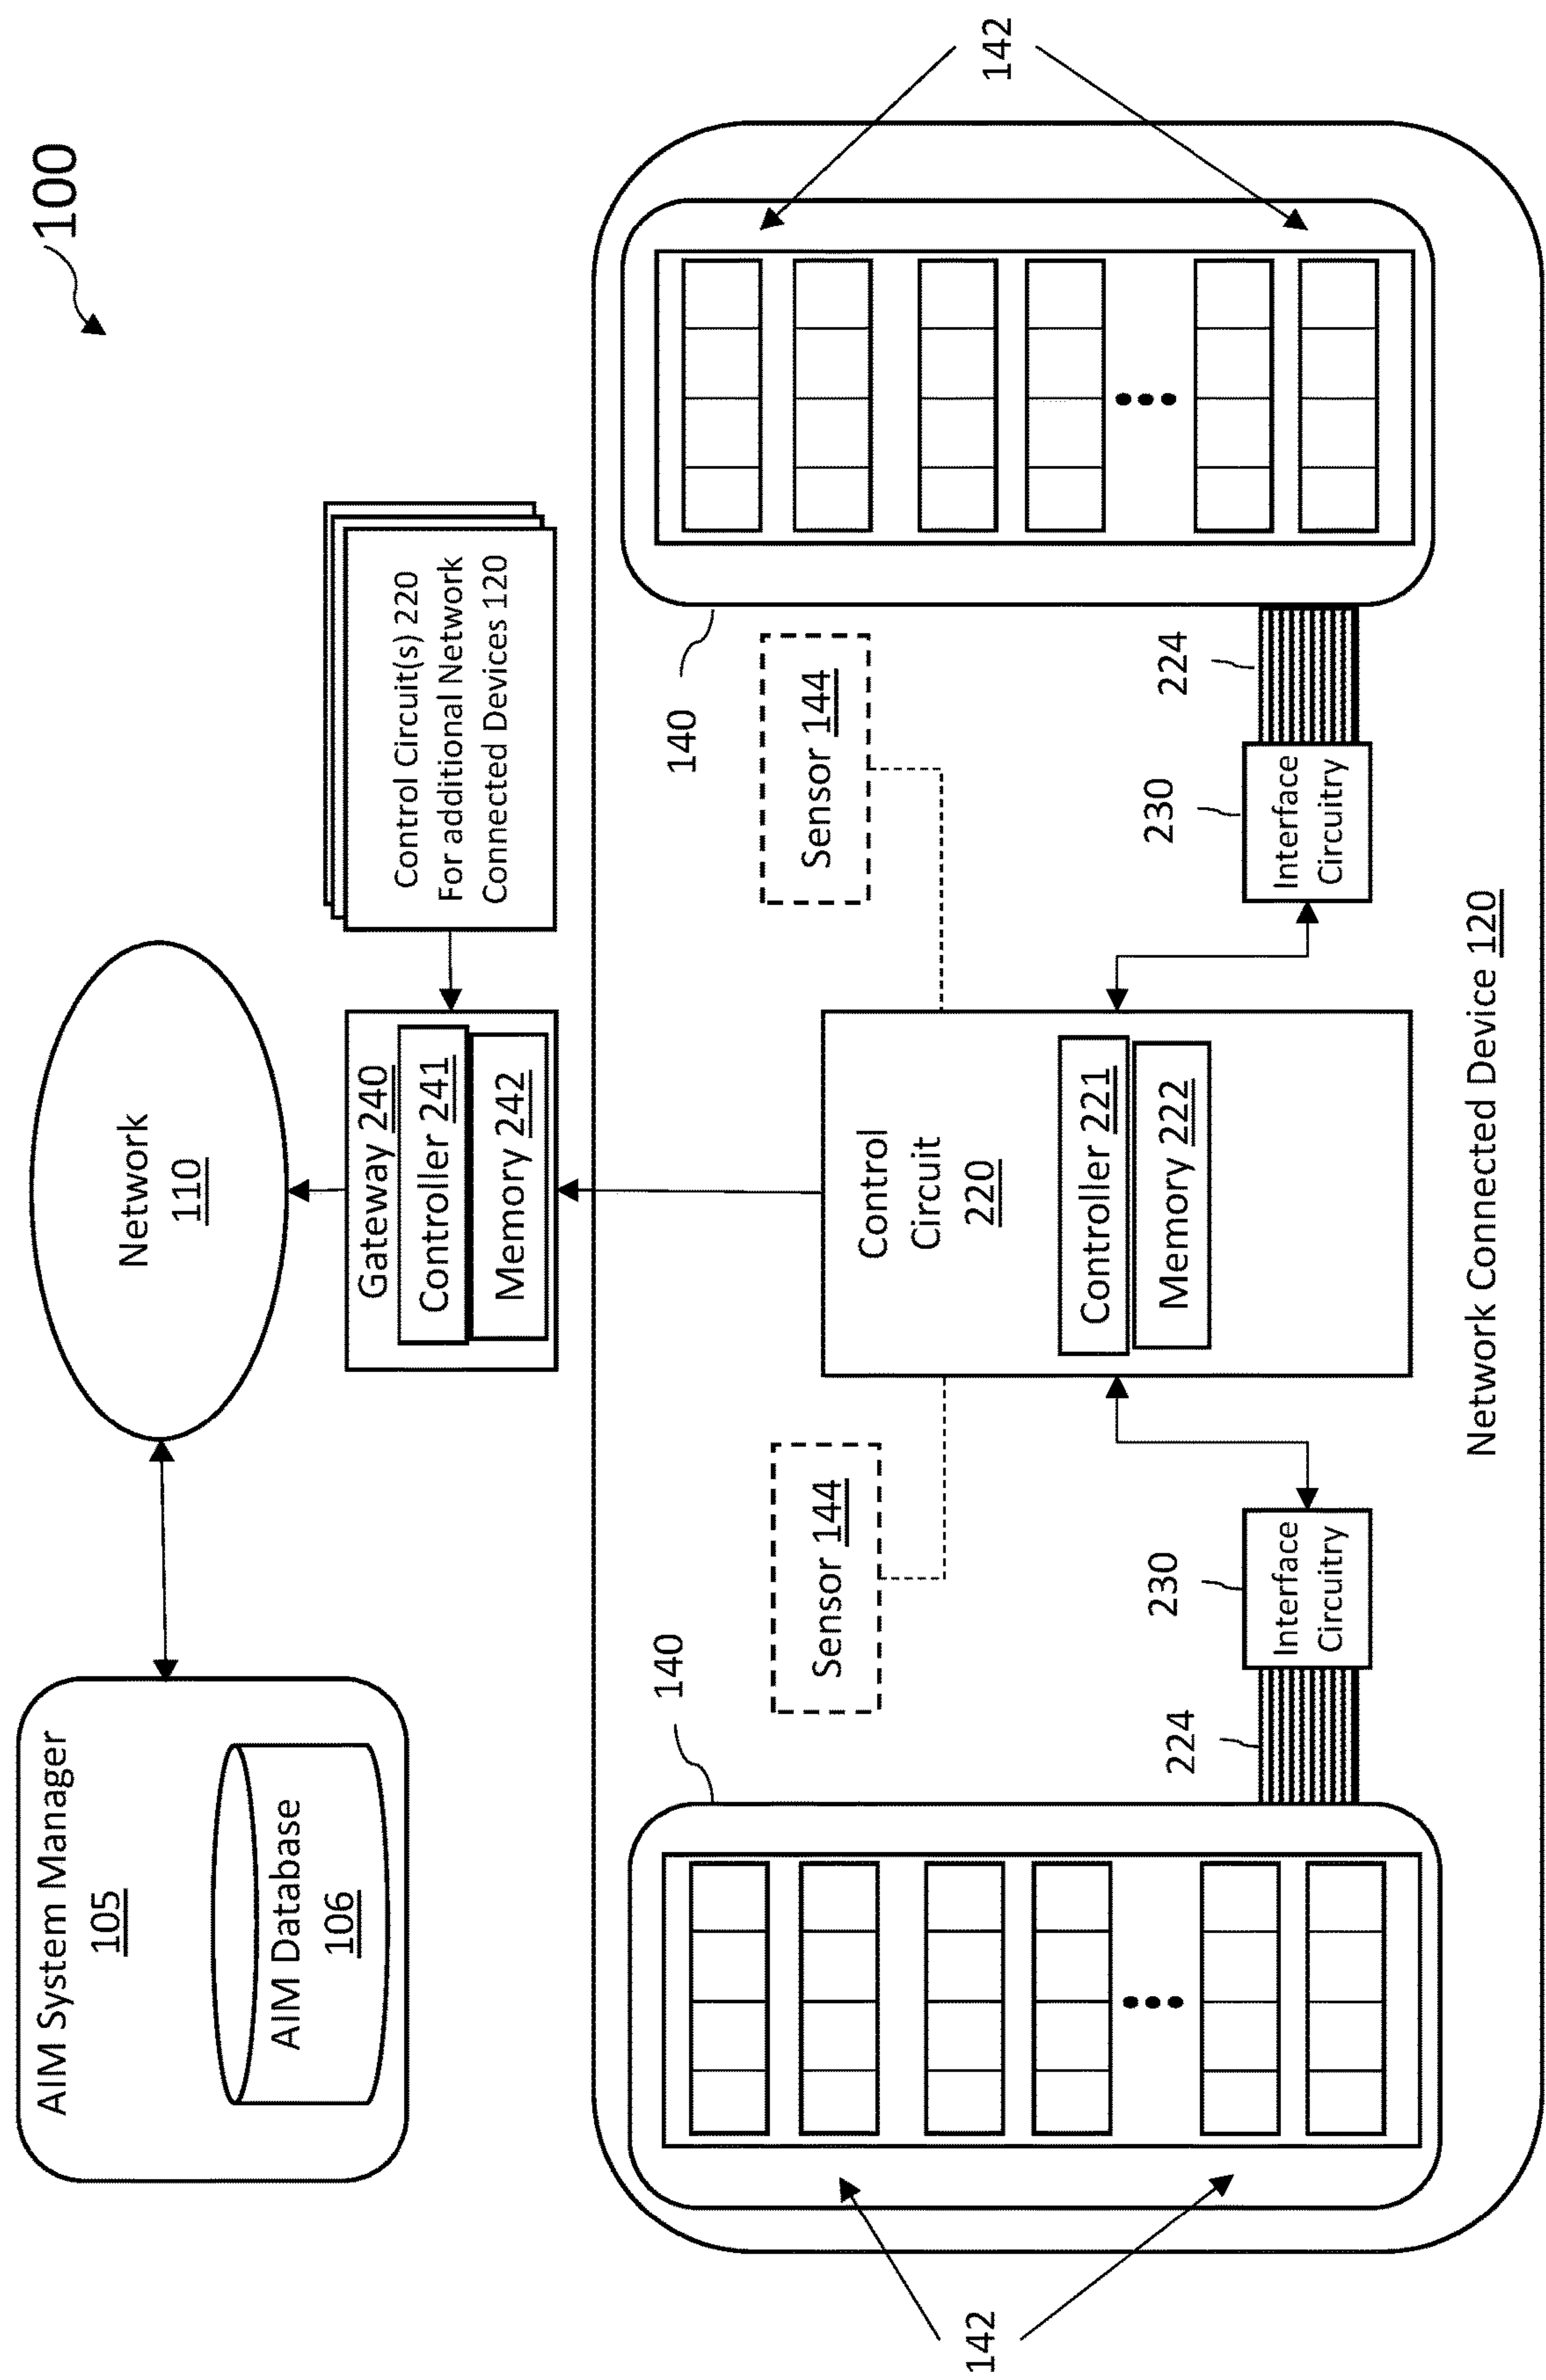 100
AIM System Manager
105
AIM Database
106
Network
110
Gateway 240
Controller 241
Memory 242
Control Circuit(s) 220
For additional Network
Connected Devices 120
140
140
Sensor 144
Sensor 144
Control
Circuit
220
Controller 221
Memory 222
224
230
230
224
Interface
Circuitry
Interface
Circuitry
142
142
Network Connected Device 120